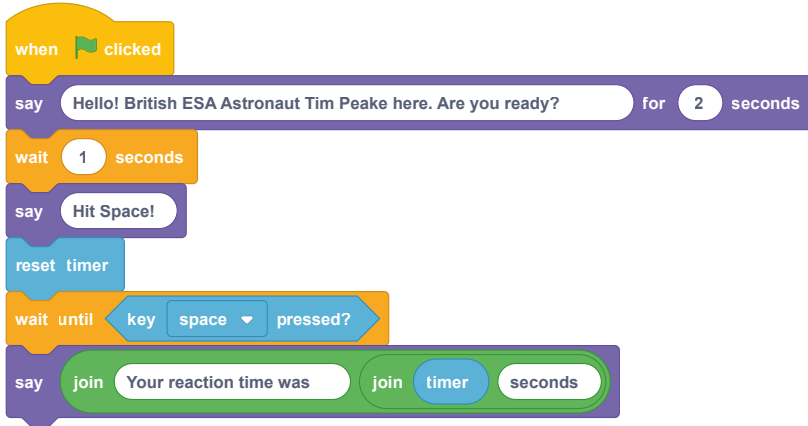 when clicked
say Hello! British ESA Astronaut Tim Peake here. Are you ready? for 2 seconds
wait 1 seconds
say Hit Space!
reset timer
wait until key space pressed?
say join Your reaction time was join timer seconds